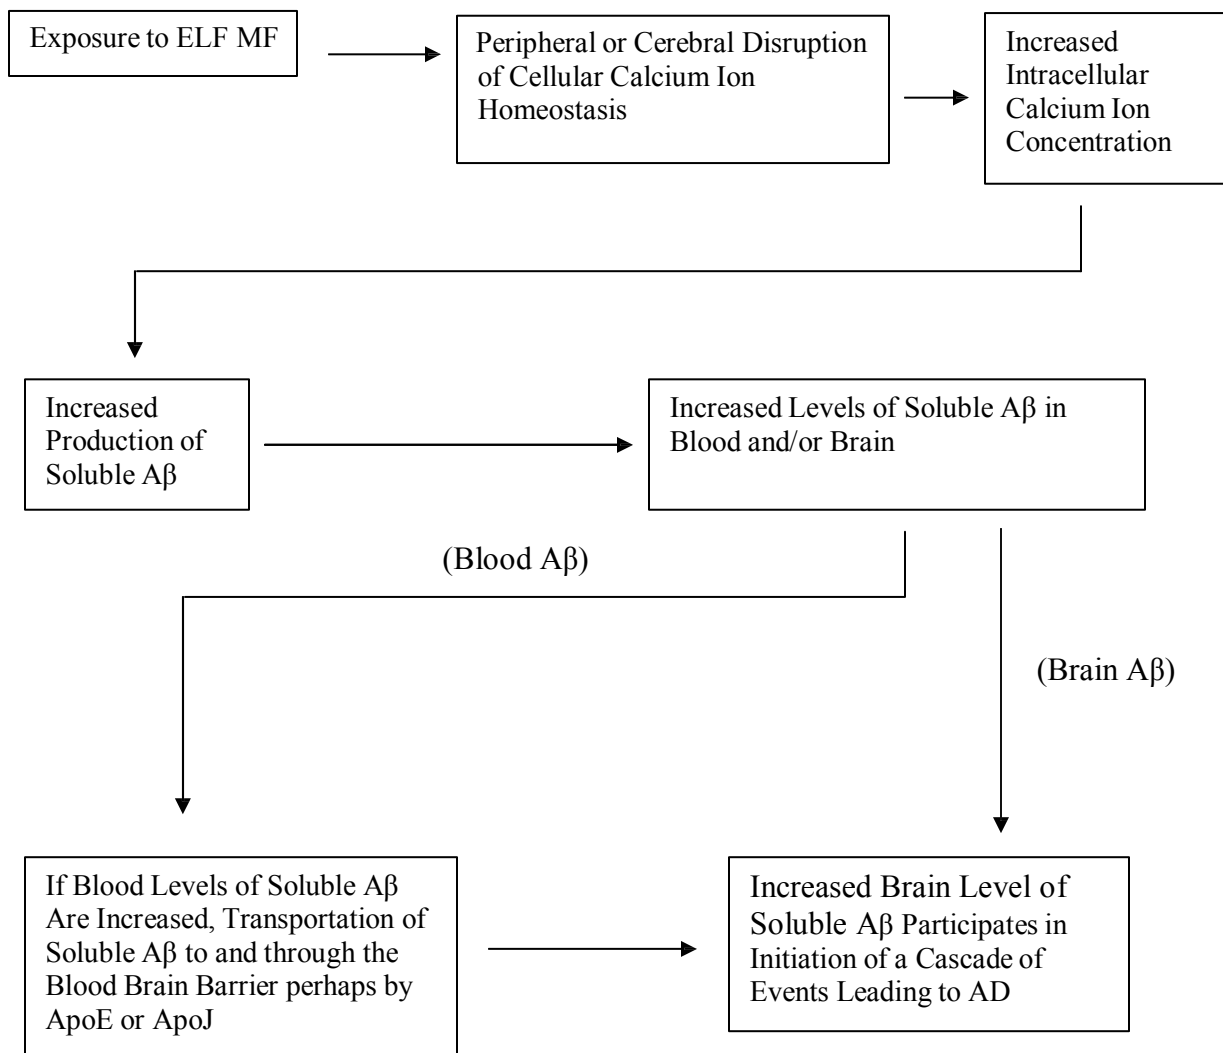 Exposure to ELF MF
Peripheral or Cerebral Disruption
of Cellular Calcium Ion
Homeostasis
Increased
Intracellular
Calcium Ion
Concentration
Increased
Production of
Soluble Aβ
Increased Levels of Soluble Aβ in
Blood and/or Brain
(Blood Aβ)
(Brain Aβ)
If Blood Levels of Soluble Aβ
Are Increased, Transportation of
Soluble Aβ to and through the
Blood Brain Barrier perhaps by
ApoE or ApoJ
Increased Brain Level of
Soluble Aβ Participates in
Initiation of a Cascade of
Events Leading to AD